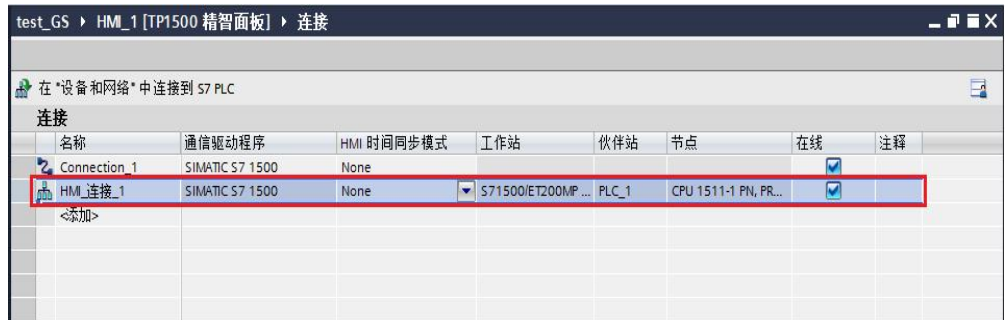 test_GS ▸ HMI_1 [TP1500 精智面板] ▸ 连接
在 "设备和网络" 中连接到 S7 PLC
连接
名称 通信驱动程序 HMI 时间同步模式 工作站 伙伴站 节点 在线 注释
Connection_1 SIMATIC S7 1500 None
HMI_连接_1 SIMATIC S7 1500 None S71500/ET200MP ... PLC_1 CPU 1511-1 PN, PR...
<添加>